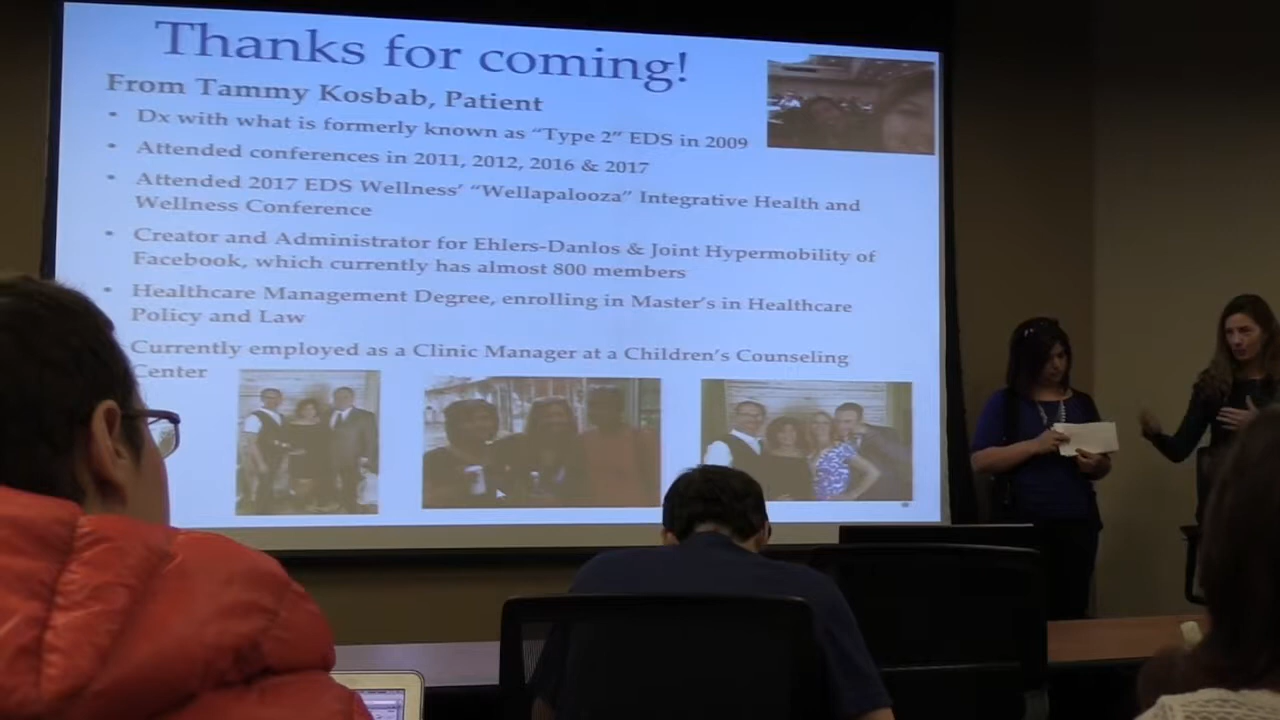 Thanks for coming!
From Tammy Kosbab, Patient
• Dx with what is formerly known as “Type 2” EDS in 2009
• Attended conferences in 2011, 2012, 2016 & 2017
• Attended 2017 EDS Wellness’ “Wellapalooza” Integrative Health and
Wellness Conference
• Creator and Administrator for Ehlers-Danlos & Joint Hypermobility of
Facebook, which currently has almost 800 members
• Healthcare Management Degree, enrolling in Master’s in Healthcare
Policy and Law
Currently employed as a Clinic Manager at a Children’s Counseling
Center